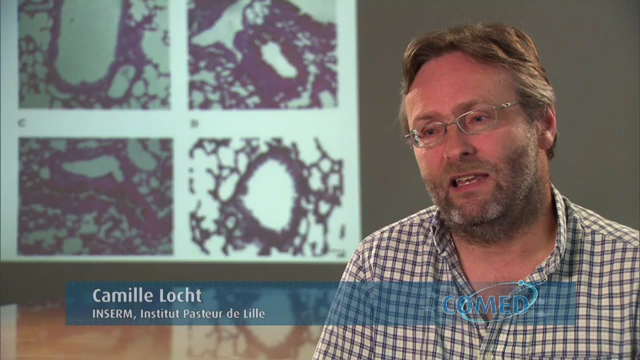 C
D
Camille Locht
INSERM, Institut Pasteur de Lille
COMED